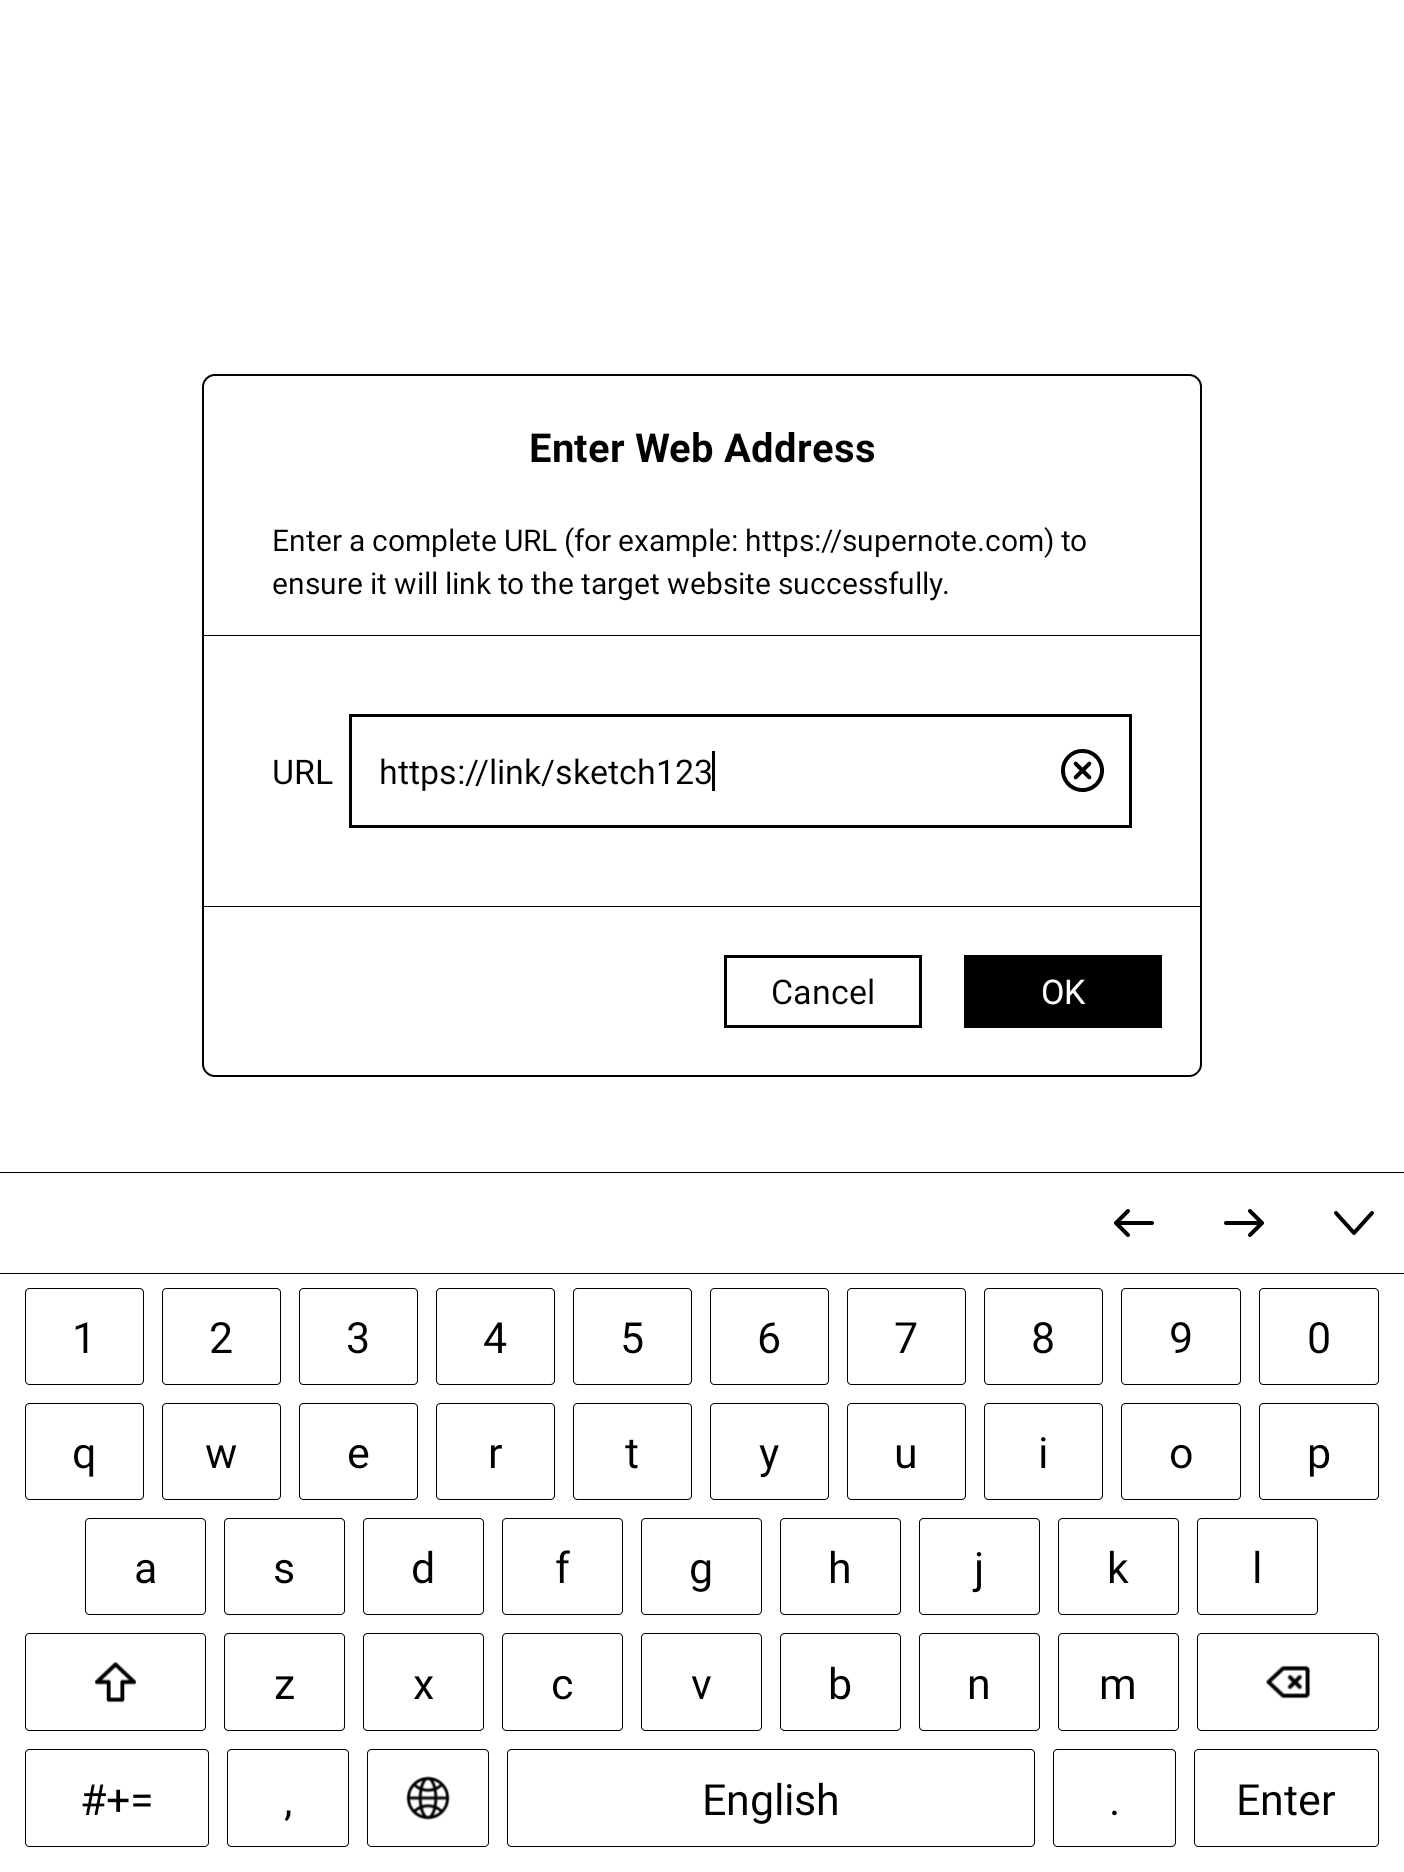 Enter Web Address
Enter a complete URL (for example: https://supernote.com) to
ensure it will link to the target website successfully.
URL https://link/sketch123
Cancel OK
1 2 3 4 5 6 7 8 9 0
q w e r t y u i o p
a s d f g h j k l
z x c v b n m
#+= , English . Enter